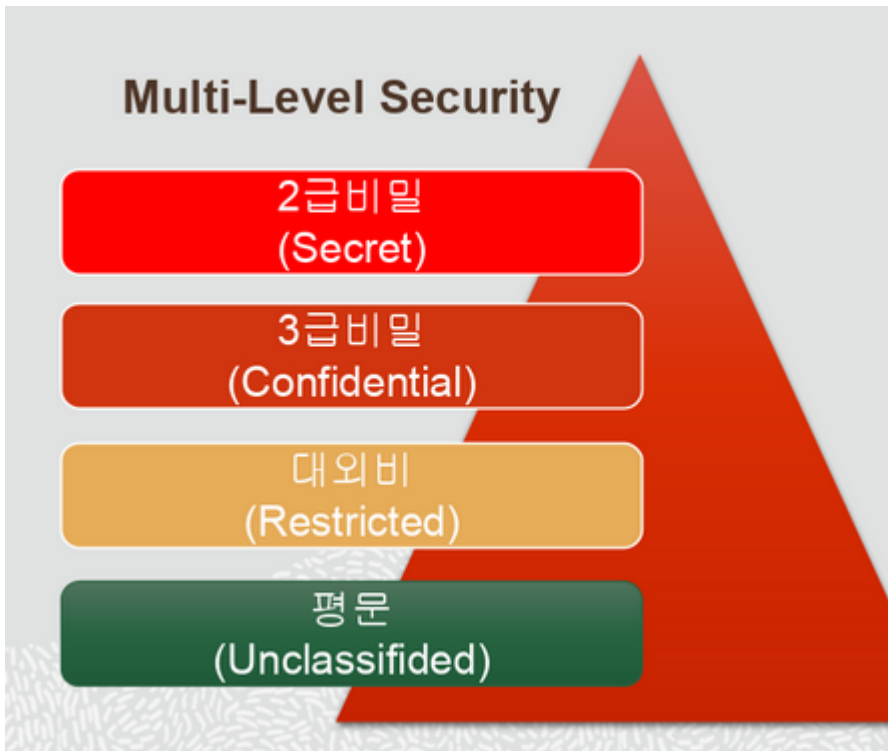 Multi-Level Security
2급비밀
(Secret)
3급비밀
(Confidential)
대외비
(Restricted)
평문
(Unclassifided)